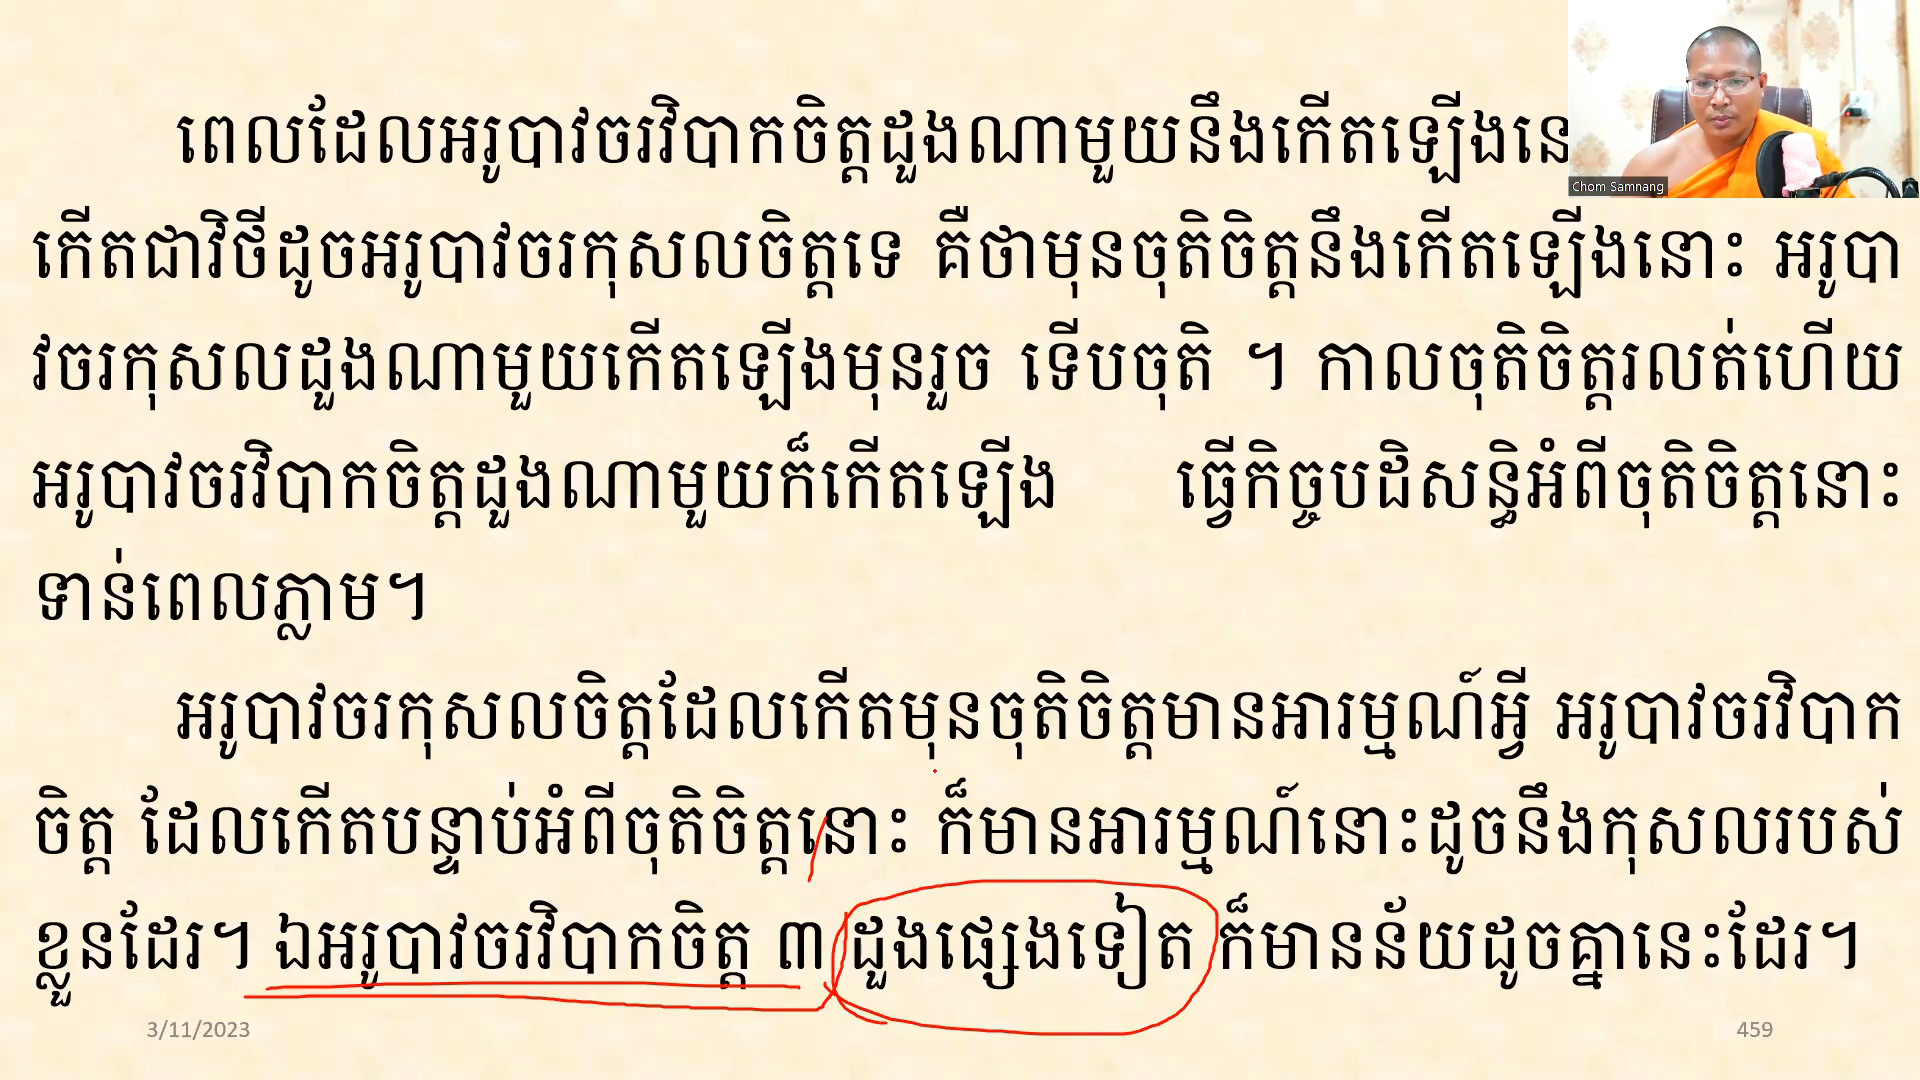 ពេលដែលអរូបាវចរវិបាកចិត្តដួងណាមួយនឹងកើតឡើងនេ
Chom Samnang
កើតជាវិថីដូចអរូបាវចរកុសលចិត្តទេ គឺថាមុនចុតិចិត្តនឹងកើតឡើងនោះ អរូបា
វចរកុសលដួងណាមួយកើតឡើងមុនរួច ទើបចុតិ ។ កាលចុតិចិត្តរលត់ហើយ
អរូបាវចរវិបាកចិត្តដួងណាមួយក៏កើតឡើង ធ្វើកិច្ចបដិសន្ធិអំពីចុតិចិត្តនោះ
ទាន់ពេលភ្លាម។
អរូបាវចរកុសលចិត្តដែលកើតមុនចុតិចិត្តមានអារម្មណ៍អ្វី អរូបាវចរវិបាក
ចិត្ត ដែលកើតបន្ទាប់អំពីចុតិចិត្តនោះ ក៏មានអារម្មណ៍នោះដូចនឹងកុសលរបស់
ខ្លួនដែរ។ ឯអរូបាវចរវិបាកចិត្ត ៣ ដួងផ្សេងទៀត ក៏មានន័យដូចគ្នានេះដែរ។
3/11/2023
459